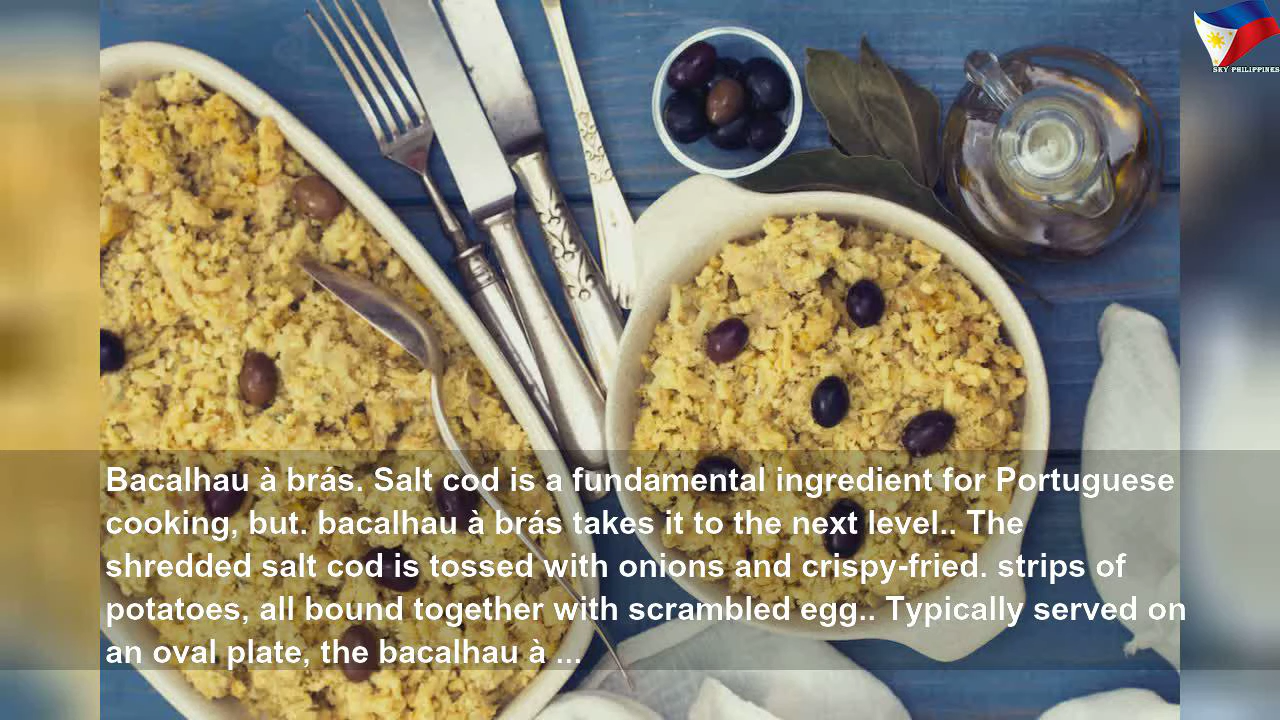 SKY PHILIPPINES
Bacalhau à brás. Salt cod is a fundamental ingredient for Portuguese
cooking, but. bacalhau à brás takes it to the next level.. The
shredded salt cod is tossed with onions and crispy-fried. strips of
potatoes, all bound together with scrambled egg.. Typically served on
an oval plate, the bacalhau à ...